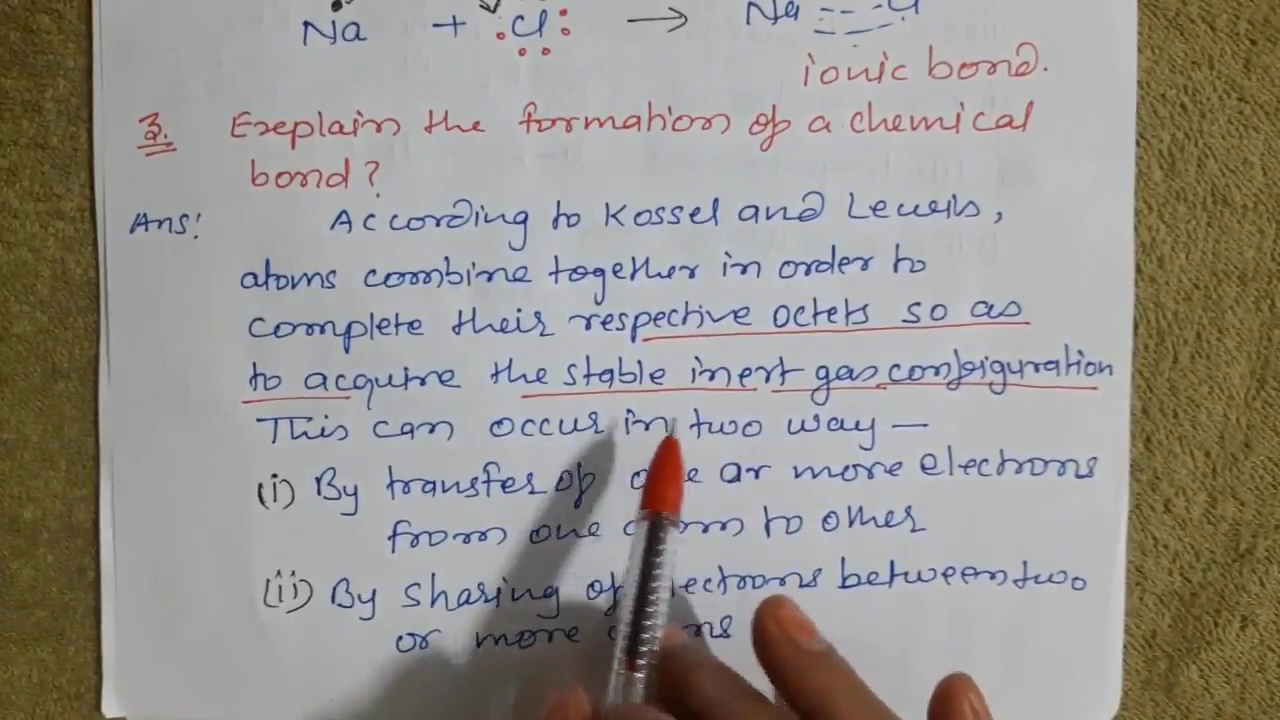 Na + Cl → Na Cl
ionic bond.
3. Explain the formation of a chemical
bond?
Ans! According to Kossel and Lewis,
atoms combine together in order to
complete their respective octets so as
to acquire the stable inert gas configuration
This can occur in two way —
(i) By transfer of or more electrons
from one to other
(ii) By sharing of between two
or more